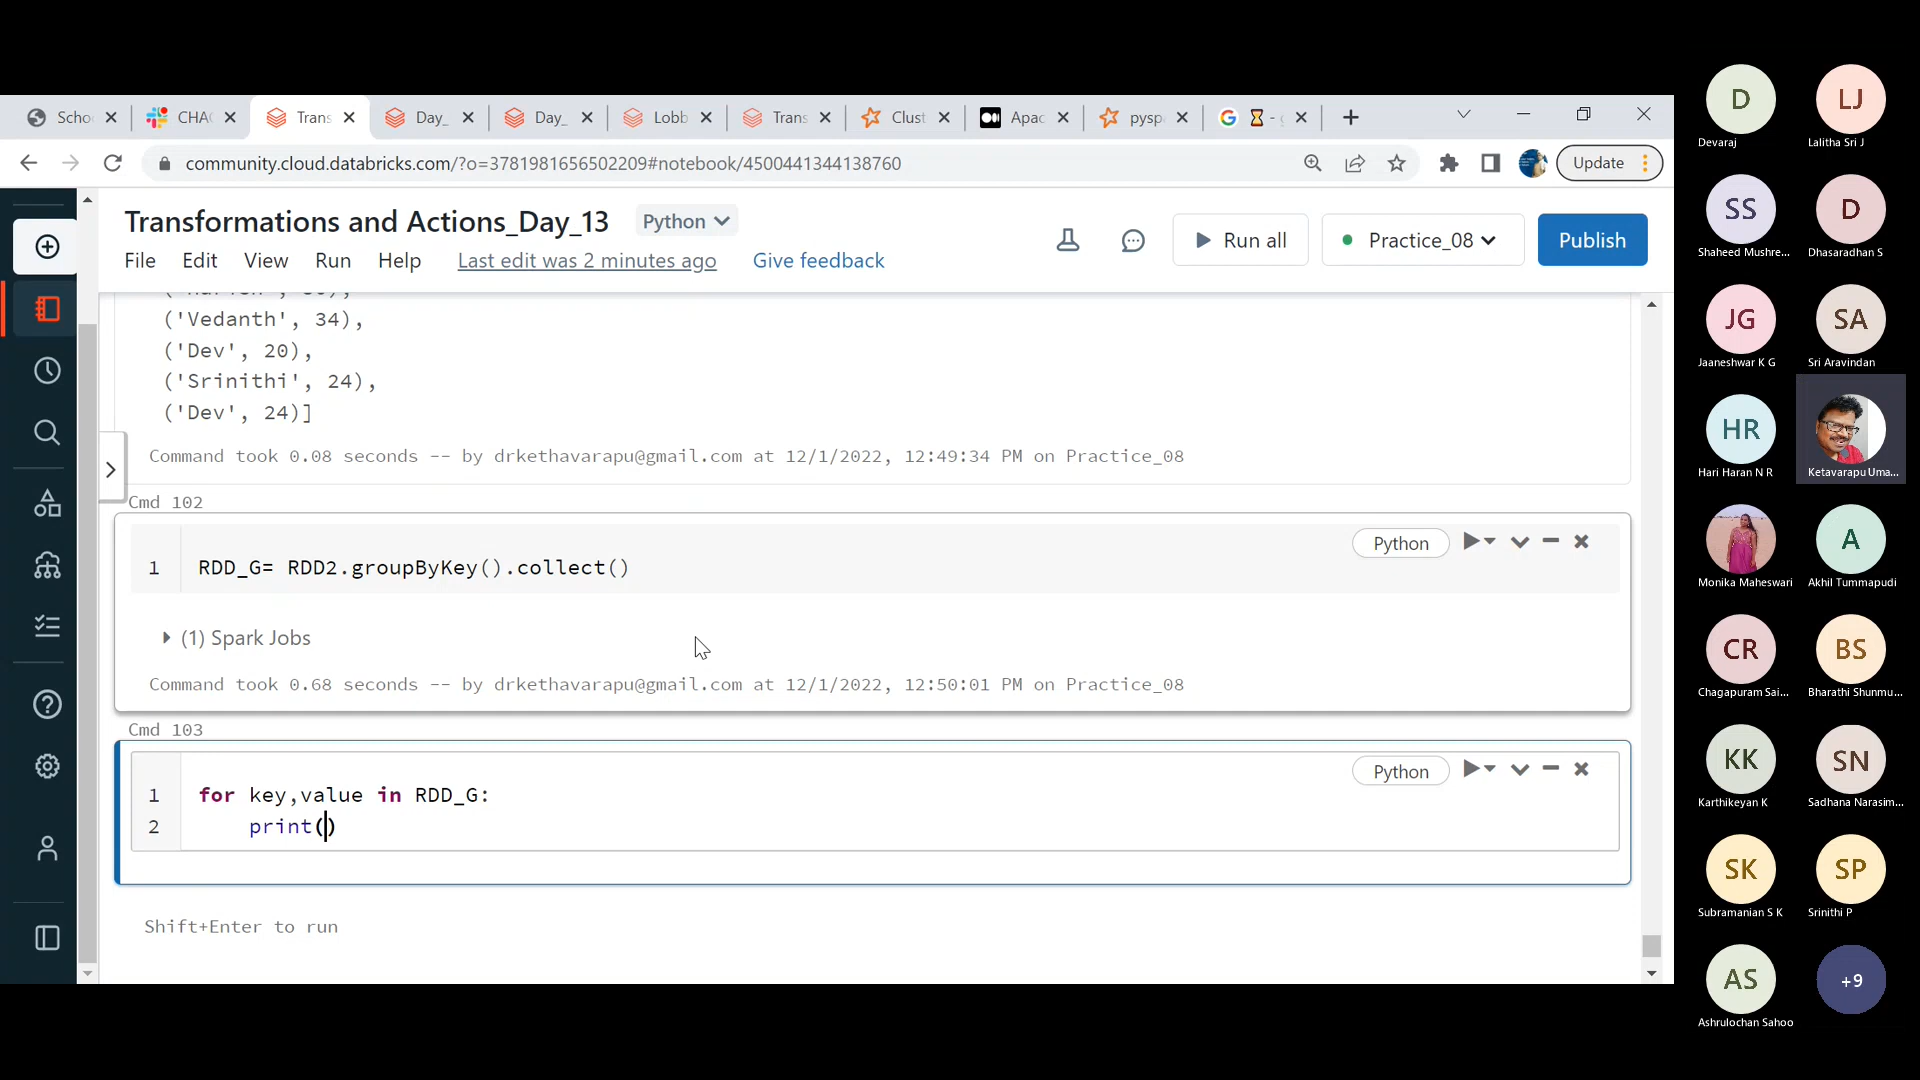 Scho
CHAC
Trans
Day_
Day_
Lobb
Trans
Clust
Apac
pysp
community.cloud.databricks.com/?o=3781981656502209#notebook/4500441344138760
Update
Transformations and Actions_Day_13
Python
File Edit View Run Help Last edit was 2 minutes ago Give feedback
Run all
Practice_08
Publish
('Vedanth', 34),
('Dev', 20),
('Srinithi', 24),
('Dev', 24)]
Command took 0.08 seconds -- by drkethavarapu@gmail.com at 12/1/2022, 12:49:34 PM on Practice_08
Cmd 102
Python
1 RDD_G= RDD2.groupByKey().collect()
(1) Spark Jobs
Command took 0.68 seconds -- by drkethavarapu@gmail.com at 12/1/2022, 12:50:01 PM on Practice_08
Cmd 103
Python
1 for key,value in RDD_G:
2 print()
Shift+Enter to run
D
Devaraj
LJ
Lalitha Sri J
SS
Shaheed Mushre...
D
Dhasaradhan S
JG
Jaaneshwar K G
SA
Sri Aravindan
HR
Hari Haran N R
Ketavarapu Uma...
Monika Maheswari
A
Akhil Tummapudi
CR
Chagapuram Sai...
BS
Bharathi Shunmu...
KK
Karthikeyan K
SN
Sadhana Narasim...
SK
Subramanian S K
SP
Srinithi P
AS
Ashrulochan Sahoo
+9